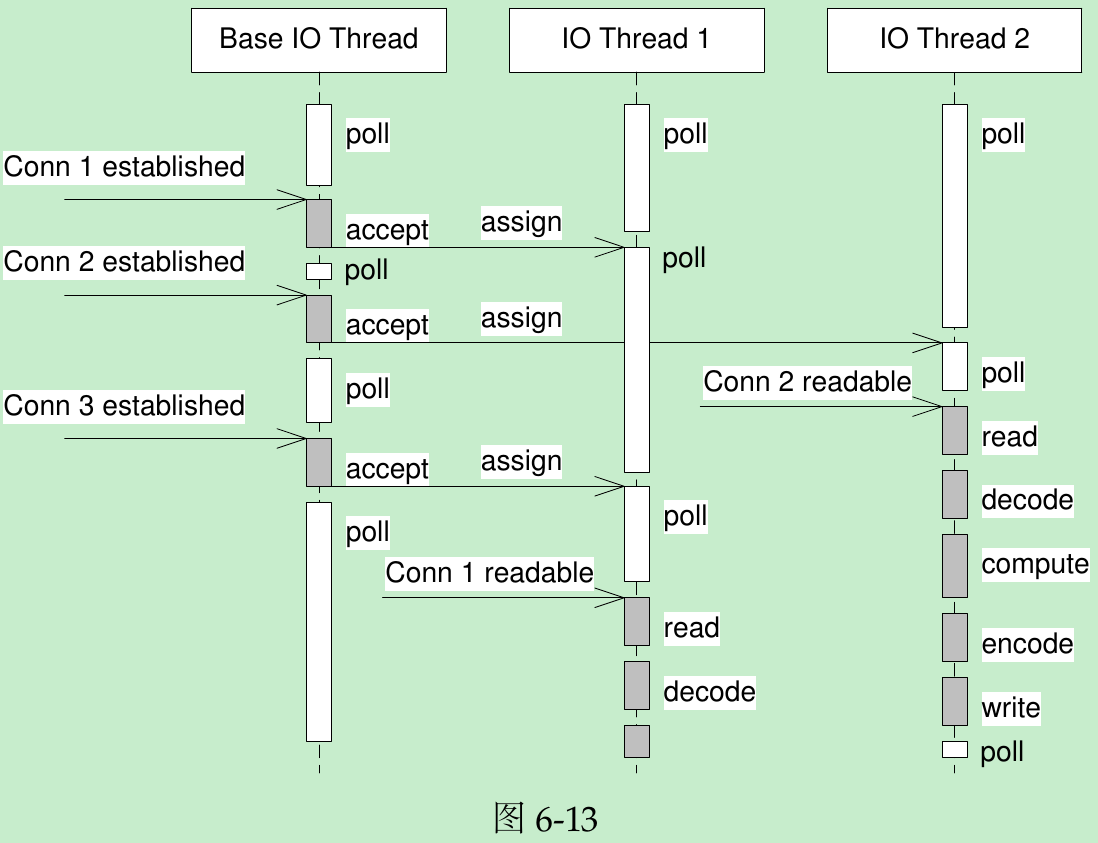 Base IO Thread
IO Thread 1
IO Thread 2
poll
poll
poll
Conn 1 established
accept
assign
poll
Conn 2 established
poll
accept
assign
poll
Conn 2 readable
poll
Conn 3 established
read
accept
assign
decode
poll
poll
compute
Conn 1 readable
read
encode
decode
write
poll
图 6-13